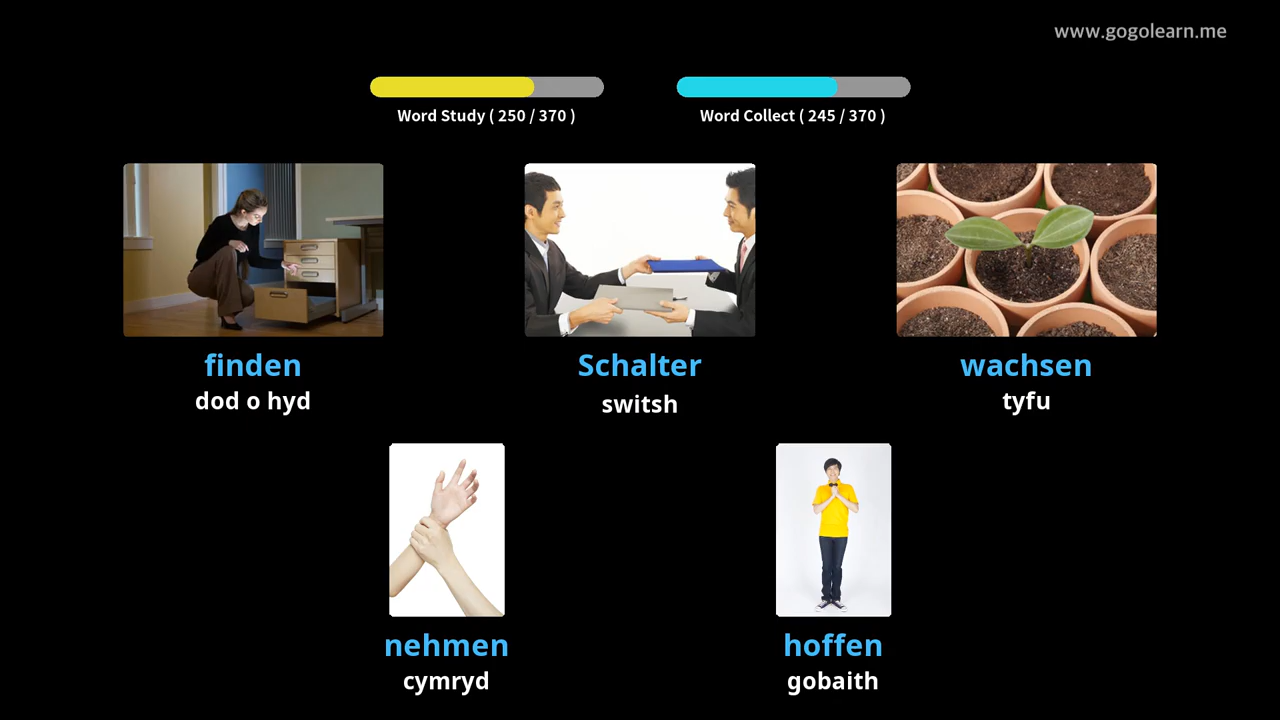 www.gogolearn.me
Word Study ( 250 / 370 )
Word Collect ( 245 / 370 )
finden
dod o hyd
Schalter
switsh
wachsen
tyfu
nehmen
cymryd
hoffen
gobaith